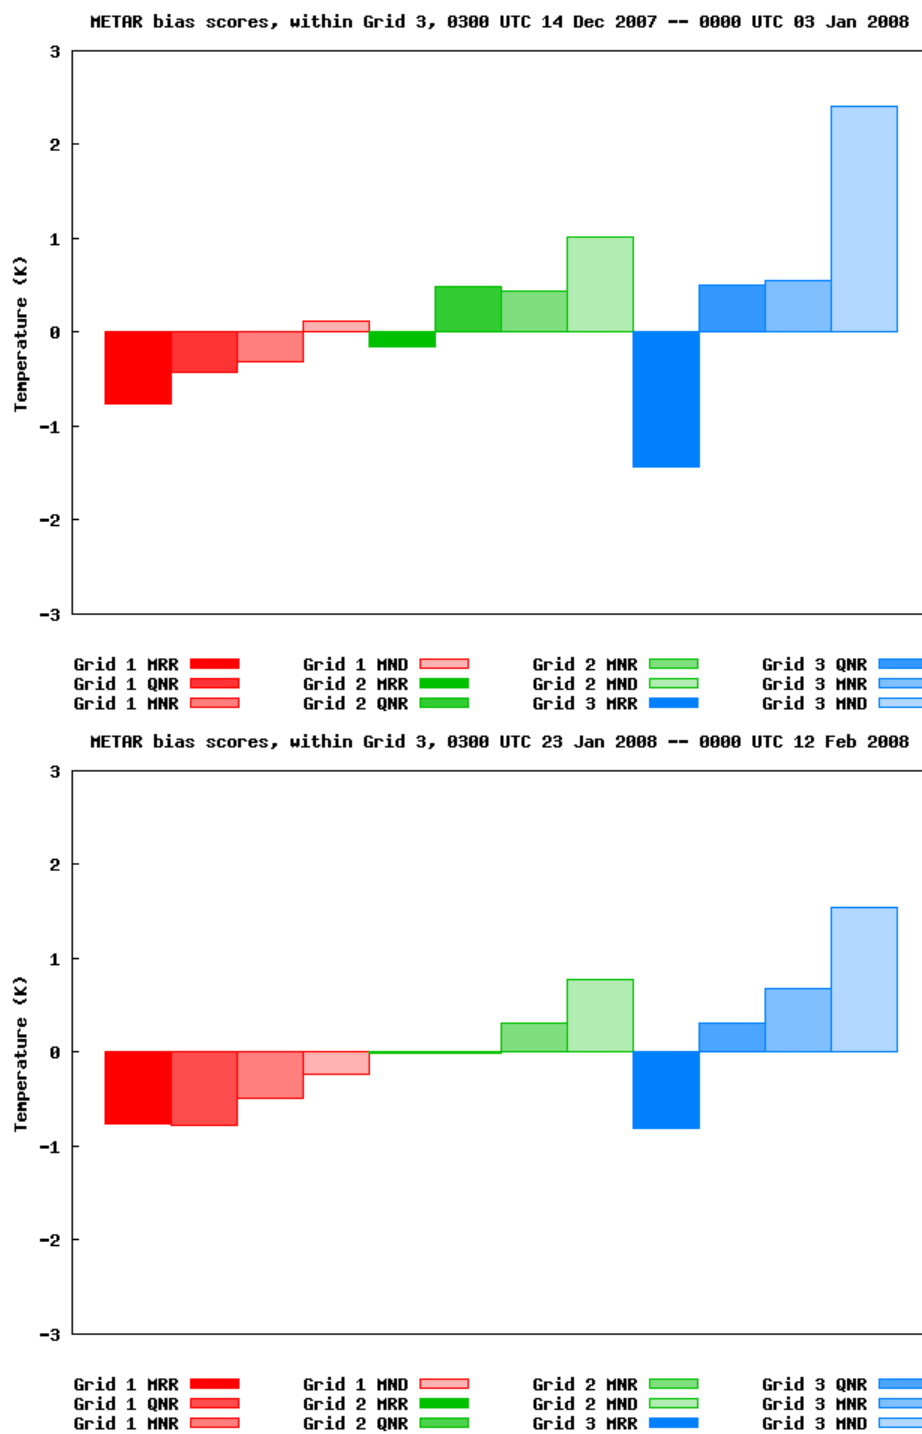 METAR bias scores, within Grid 3, 0300 UTC 14 Dec 2007 -- 0000 UTC 03 Jan 2008
3
2
1
0
-1
-2
-3
Temperature (K)
Grid 1 MRR Grid 1 MND Grid 2 MNR Grid 3 QNR
Grid 1 QNR Grid 2 MRR Grid 2 MND Grid 3 MNR
Grid 1 MNR Grid 2 QNR Grid 3 MRR Grid 3 MND
METAR bias scores, within Grid 3, 0300 UTC 23 Jan 2008 -- 0000 UTC 12 Feb 2008
3
2
1
0
-1
-2
-3
Temperature (K)
Grid 1 MRR Grid 1 MND Grid 2 MNR Grid 3 QNR
Grid 1 QNR Grid 2 MRR Grid 2 MND Grid 3 MNR
Grid 1 MNR Grid 2 QNR Grid 3 MRR Grid 3 MND